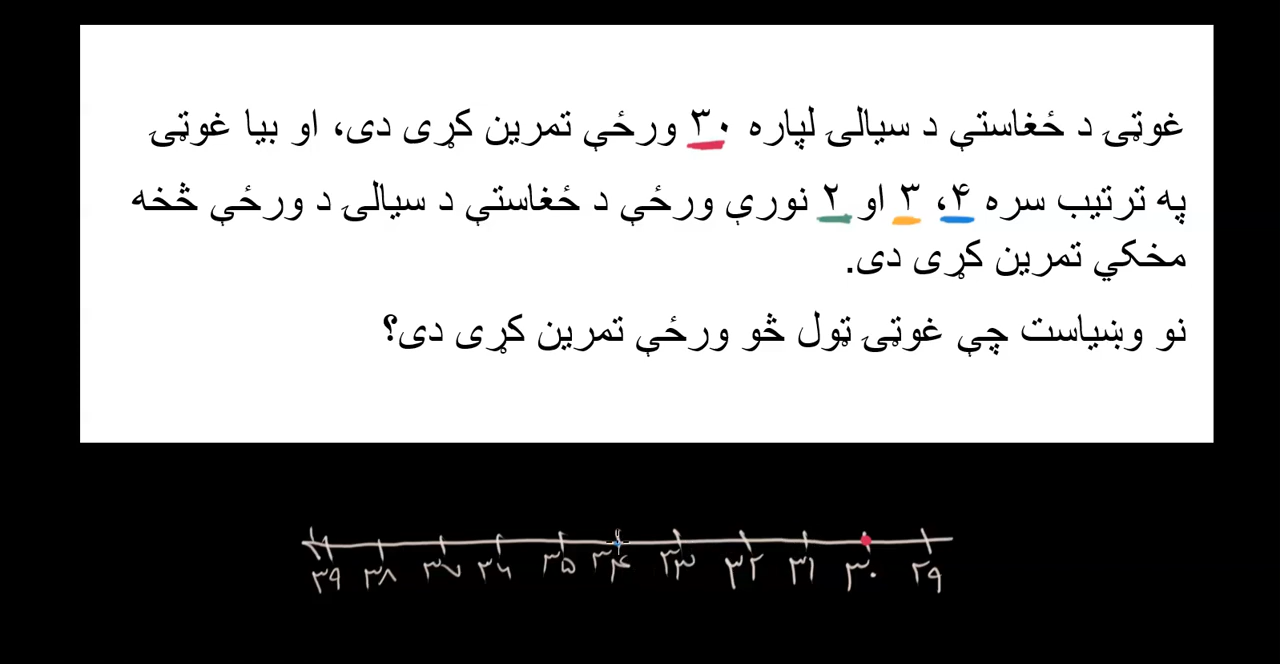 غوټۍ د ځغاستې د سیالۍ لپاره ۳۰ ورځې تمرین کړی دی، او بیا غوټۍ
په ترتیب سره ۴، ۳ او ۲ نورې ورځې د ځغاستې د سیالۍ د ورځې څخه
مخکي تمرین کړی دی.
نو وښیاست چې غوټۍ ټول څو ورځې تمرین کړی دی؟
۳۹ ۳۸ ۳۷ ۳۶ ۳۵ ۳۴ ۳۳ ۳۲ ۳۱ ۳۰ ۲۹